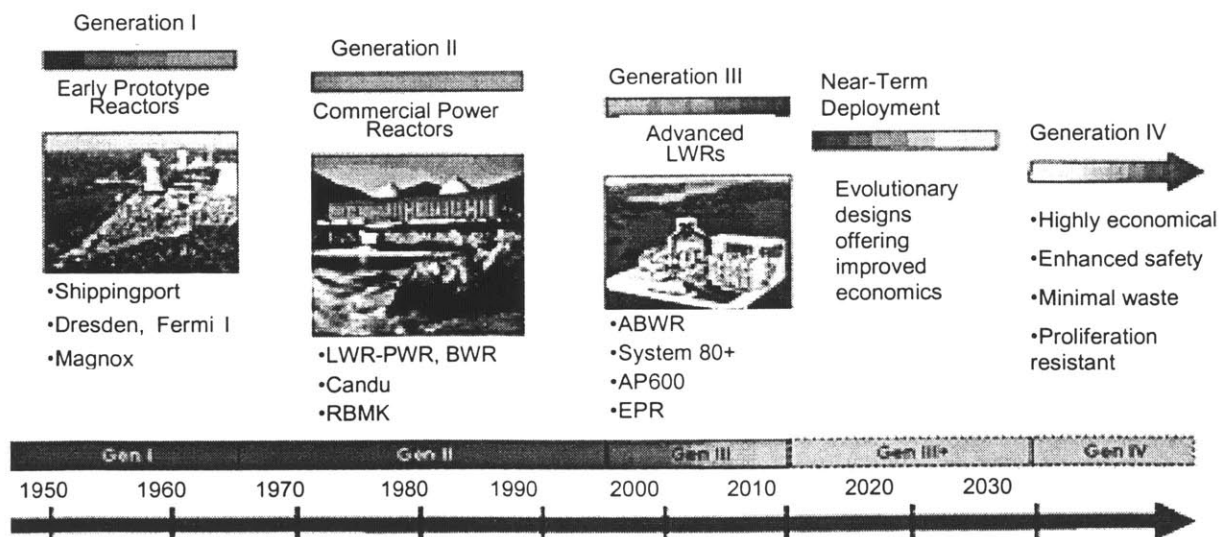 Generation I
Early Prototype
Reactors
•Shippingport
•Dresden, Fermi I
•Magnox
Generation II
Commercial Power
Reactors
•LWR-PWR, BWR
•Candu
•RBMK
Generation III
Advanced
LWRs
•ABWR
•System 80+
•AP600
•EPR
Near-Term
Deployment
Evolutionary
designs
offering
improved
economics
Generation IV
•Highly economical
•Enhanced safety
•Minimal waste
•Proliferation
resistant
Gen I Gen II Gen III Gen III+ Gen IV
1950 1960 1970 1980 1990 2000 2010 2020 2030